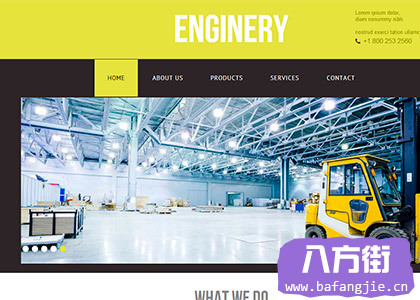 ENGINERY
Lorem ipsum dolor,
diam nonummy nibh
nostrud exerci tation ullamc
+1 800 253 2560
HOME
ABOUT US
PRODUCTS
SERVICES
CONTACT
WHAT WE DO
八方街
www.bafangjie.cn